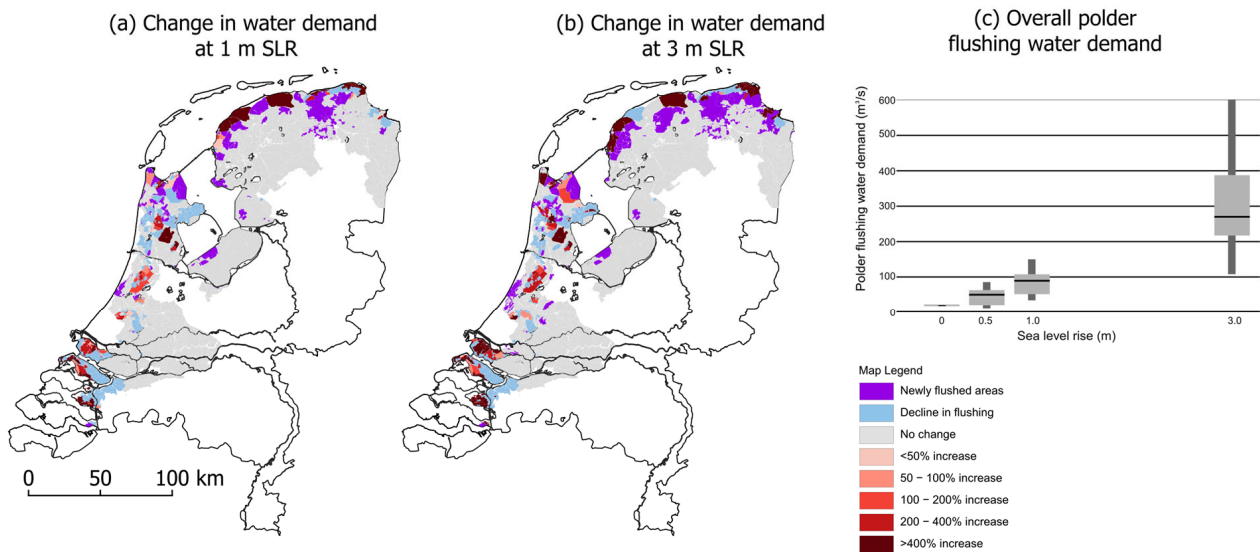 (a) Change in water demand
at 1 m SLR
(b) Change in water demand
at 3 m SLR
(c) Overall polder
flushing water demand
Polder flushing water demand (m³/s)
600
500
400
300
200
100
0
0
0.5
1.0
3.0
Sea level rise (m)
Map Legend
Newly flushed areas
Decline in flushing
No change
<50% increase
50 – 100% increase
100 – 200% increase
200 – 400% increase
>400% increase
0 50 100 km